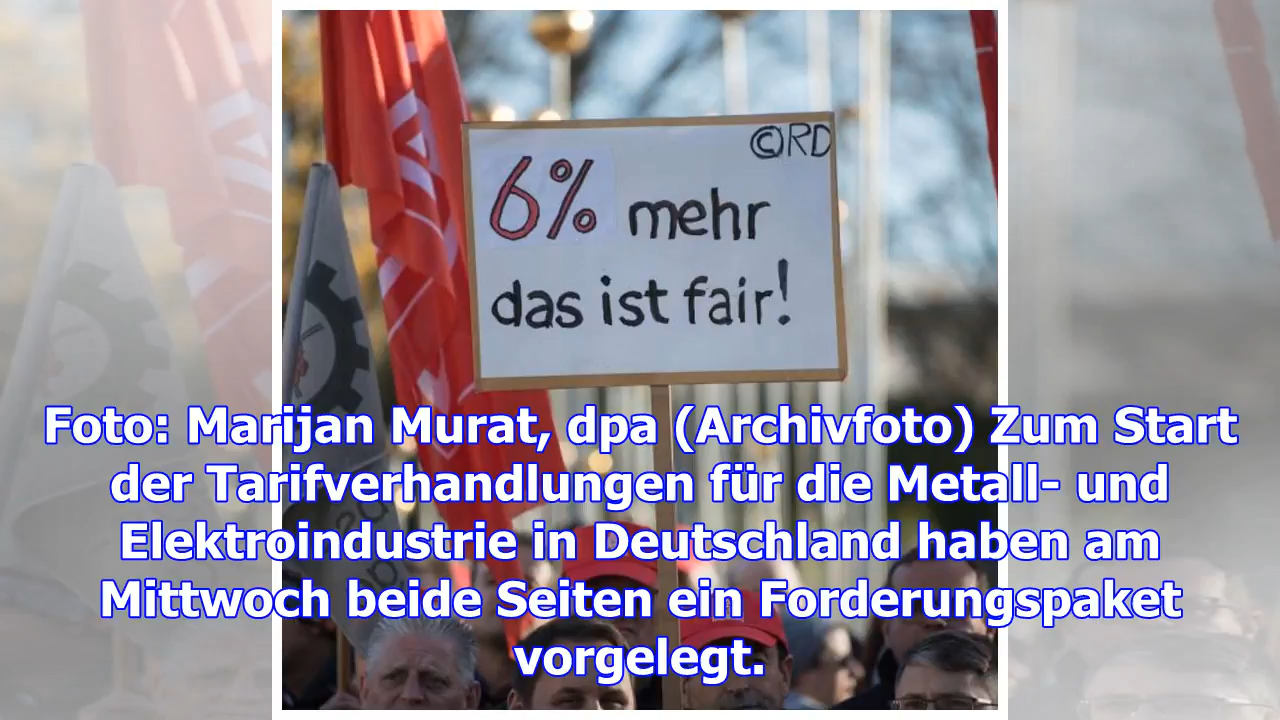 ©RD
6% mehr
das ist fair!
Foto: Marijan Murat, dpa (Archivfoto) Zum Start
der Tarifverhandlungen für die Metall- und
Elektroindustrie in Deutschland haben am
Mittwoch beide Seiten ein Forderungspaket
vorgelegt.